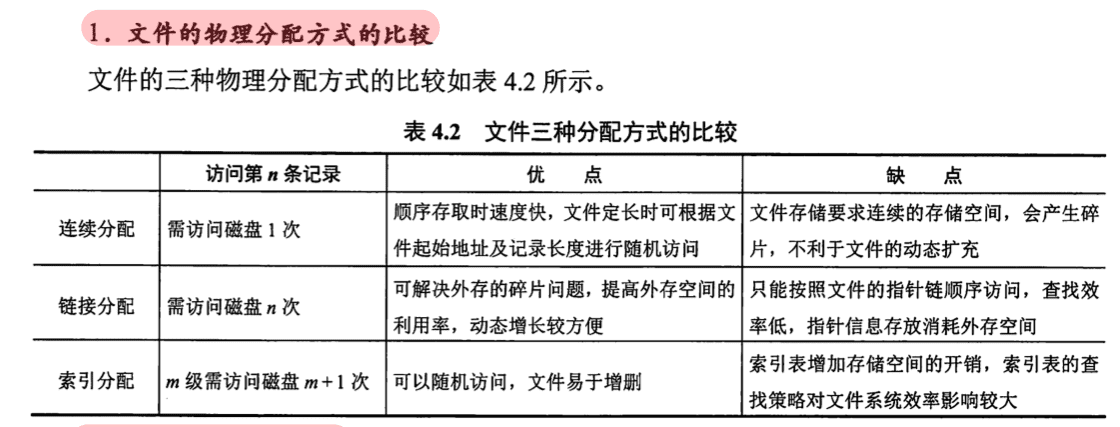 1．文件的物理分配方式的比较
文件的三种物理分配方式的比较如表 4.2 所示。
表 4.2 文件三种分配方式的比较
访问第 n 条记录 优 点 缺 点
连续分配 需访问磁盘 1 次 顺序存取时速度快，文件定长时可根据文
件起始地址及记录长度进行随机访问 文件存储要求连续的存储空间，会产生碎
片，不利于文件的动态扩充
链接分配 需访问磁盘 n 次 可解决外存的碎片问题，提高外存空间的
利用率，动态增长较方便 只能按照文件的指针链顺序访问，查找效
率低，指针信息存放消耗外存空间
索引分配 m 级需访问磁盘 m+1 次 可以随机访问，文件易于增删 索引表增加存储空间的开销，索引表的查
找策略对文件系统效率影响较大